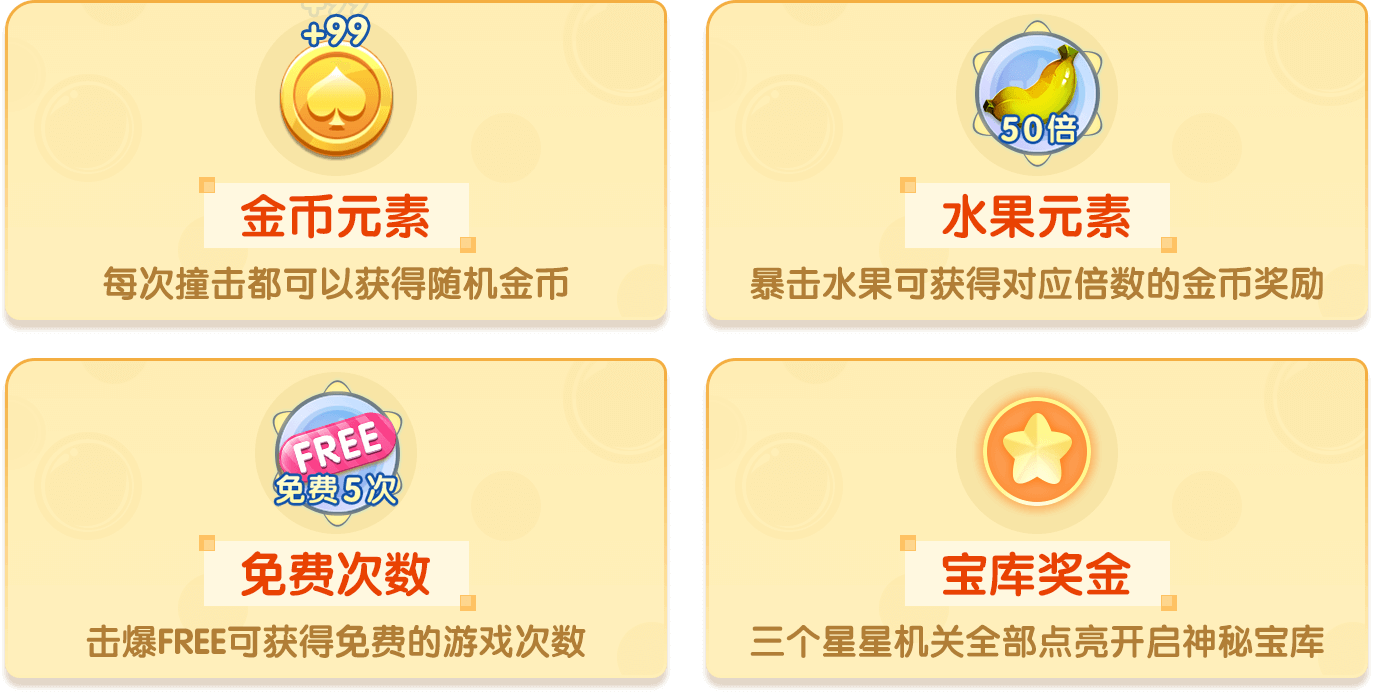 +99
金币元素
每次撞击都可以获得随机金币
50倍
水果元素
暴击水果可获得对应倍数的金币奖励
FREE
免费5次
免费次数
击爆FREE可获得免费的游戏次数
宝库奖金
三个星星机关全部点亮开启神秘宝库